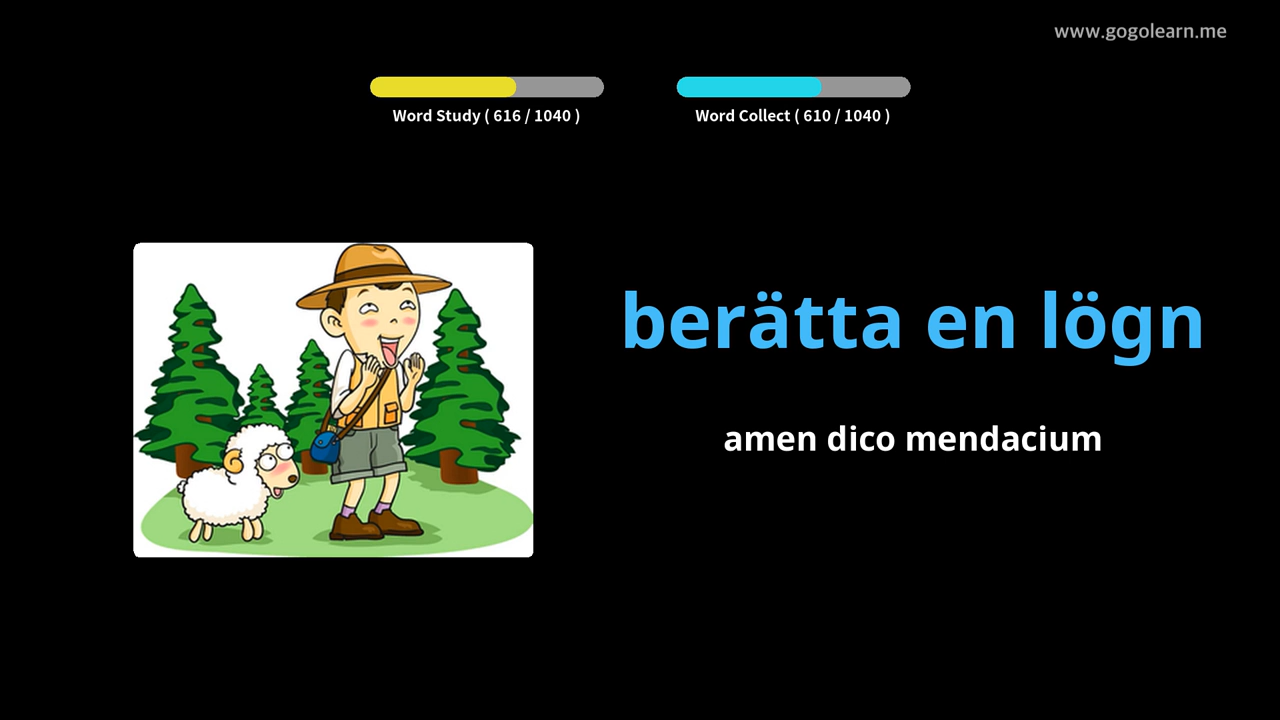 www.gogolearn.me
Word Study ( 616 / 1040 )
Word Collect ( 610 / 1040 )
berätta en lögn
amen dico mendacium